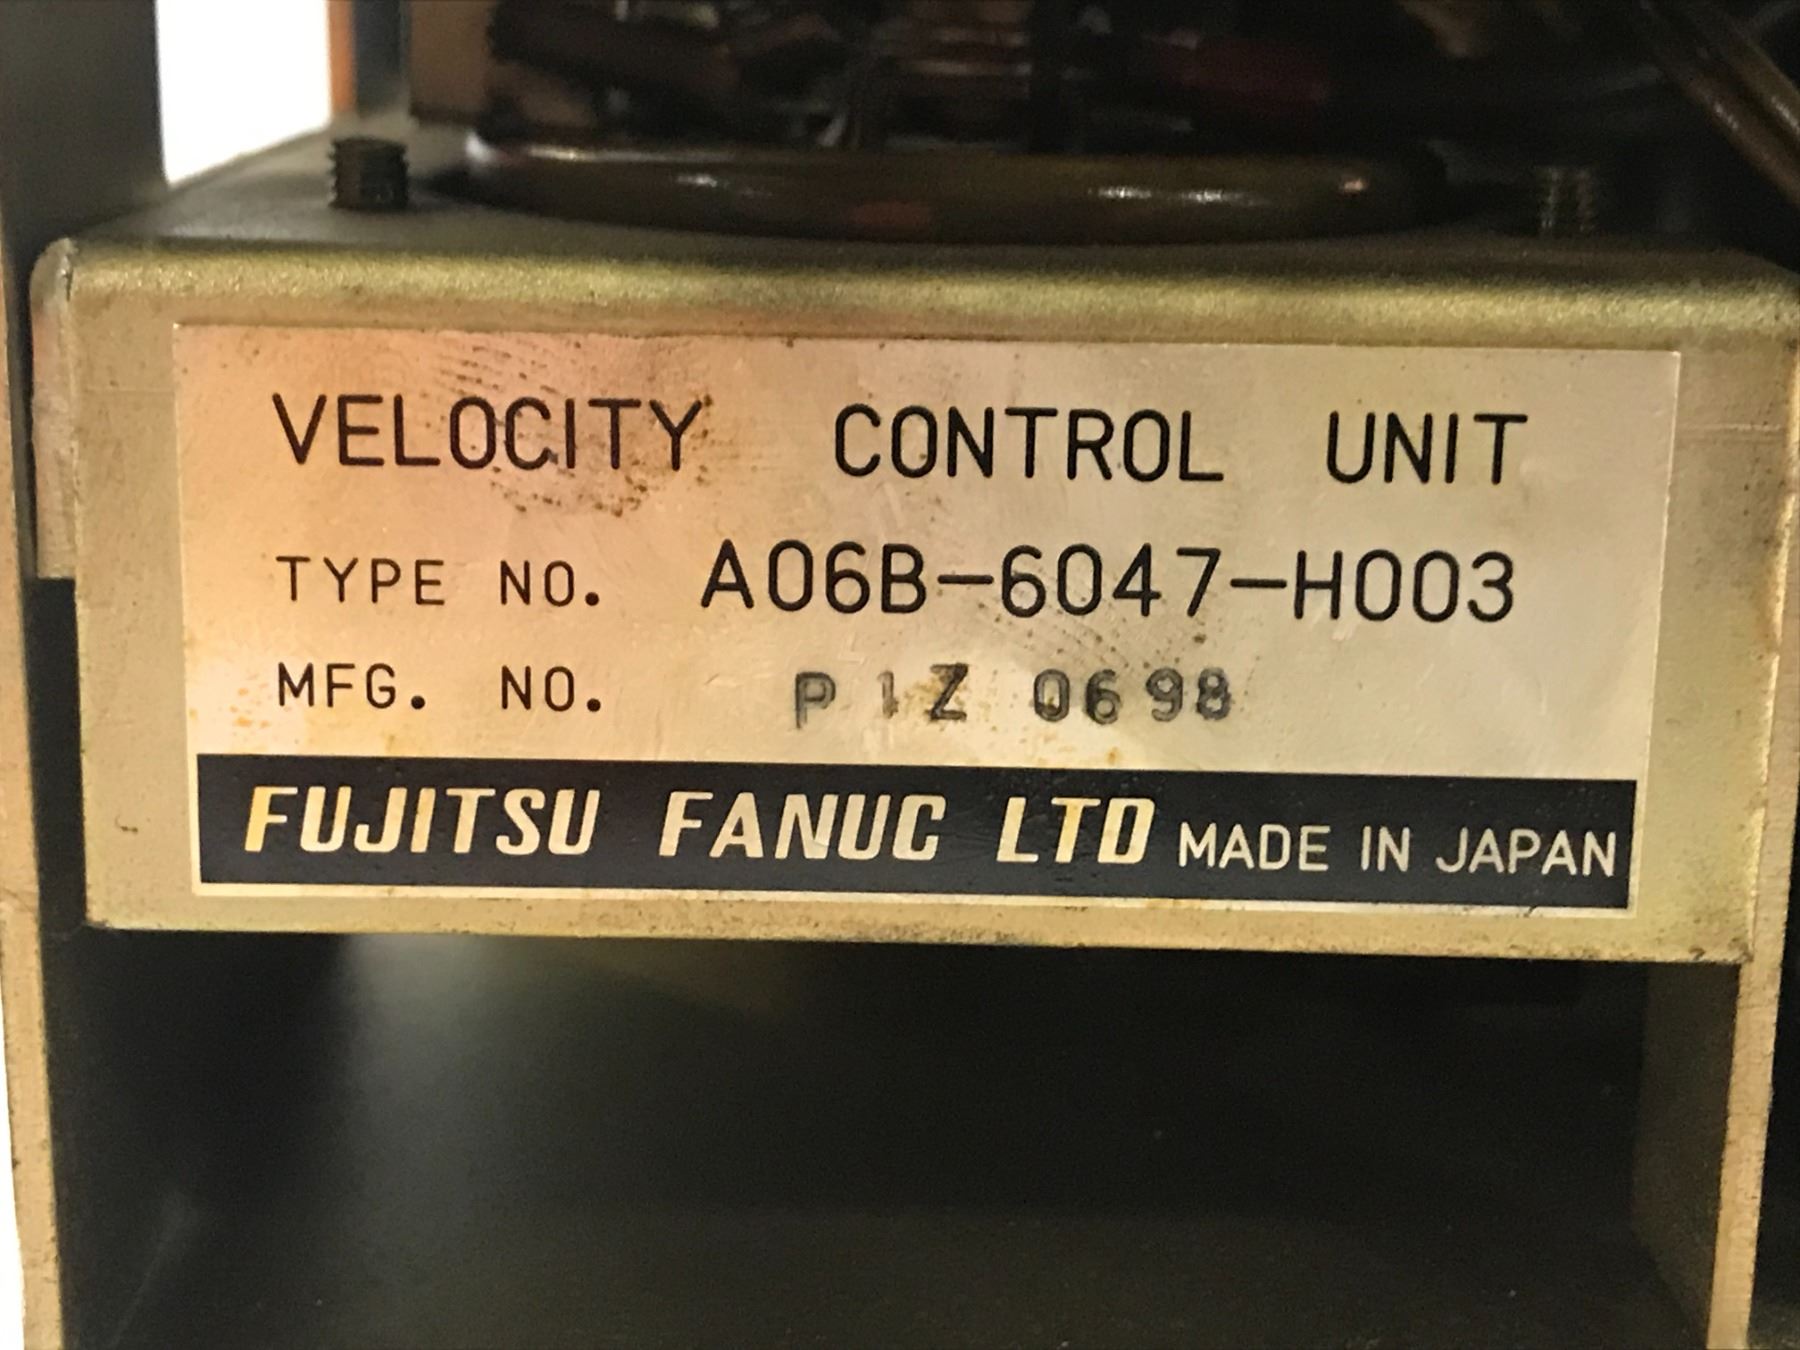 VELOCITY CONTROL UNIT
TYPE NO. A06B-6047-H003
MFG. NO. P1Z 0698
FUJITSU FANUC LTD MADE IN JAPAN